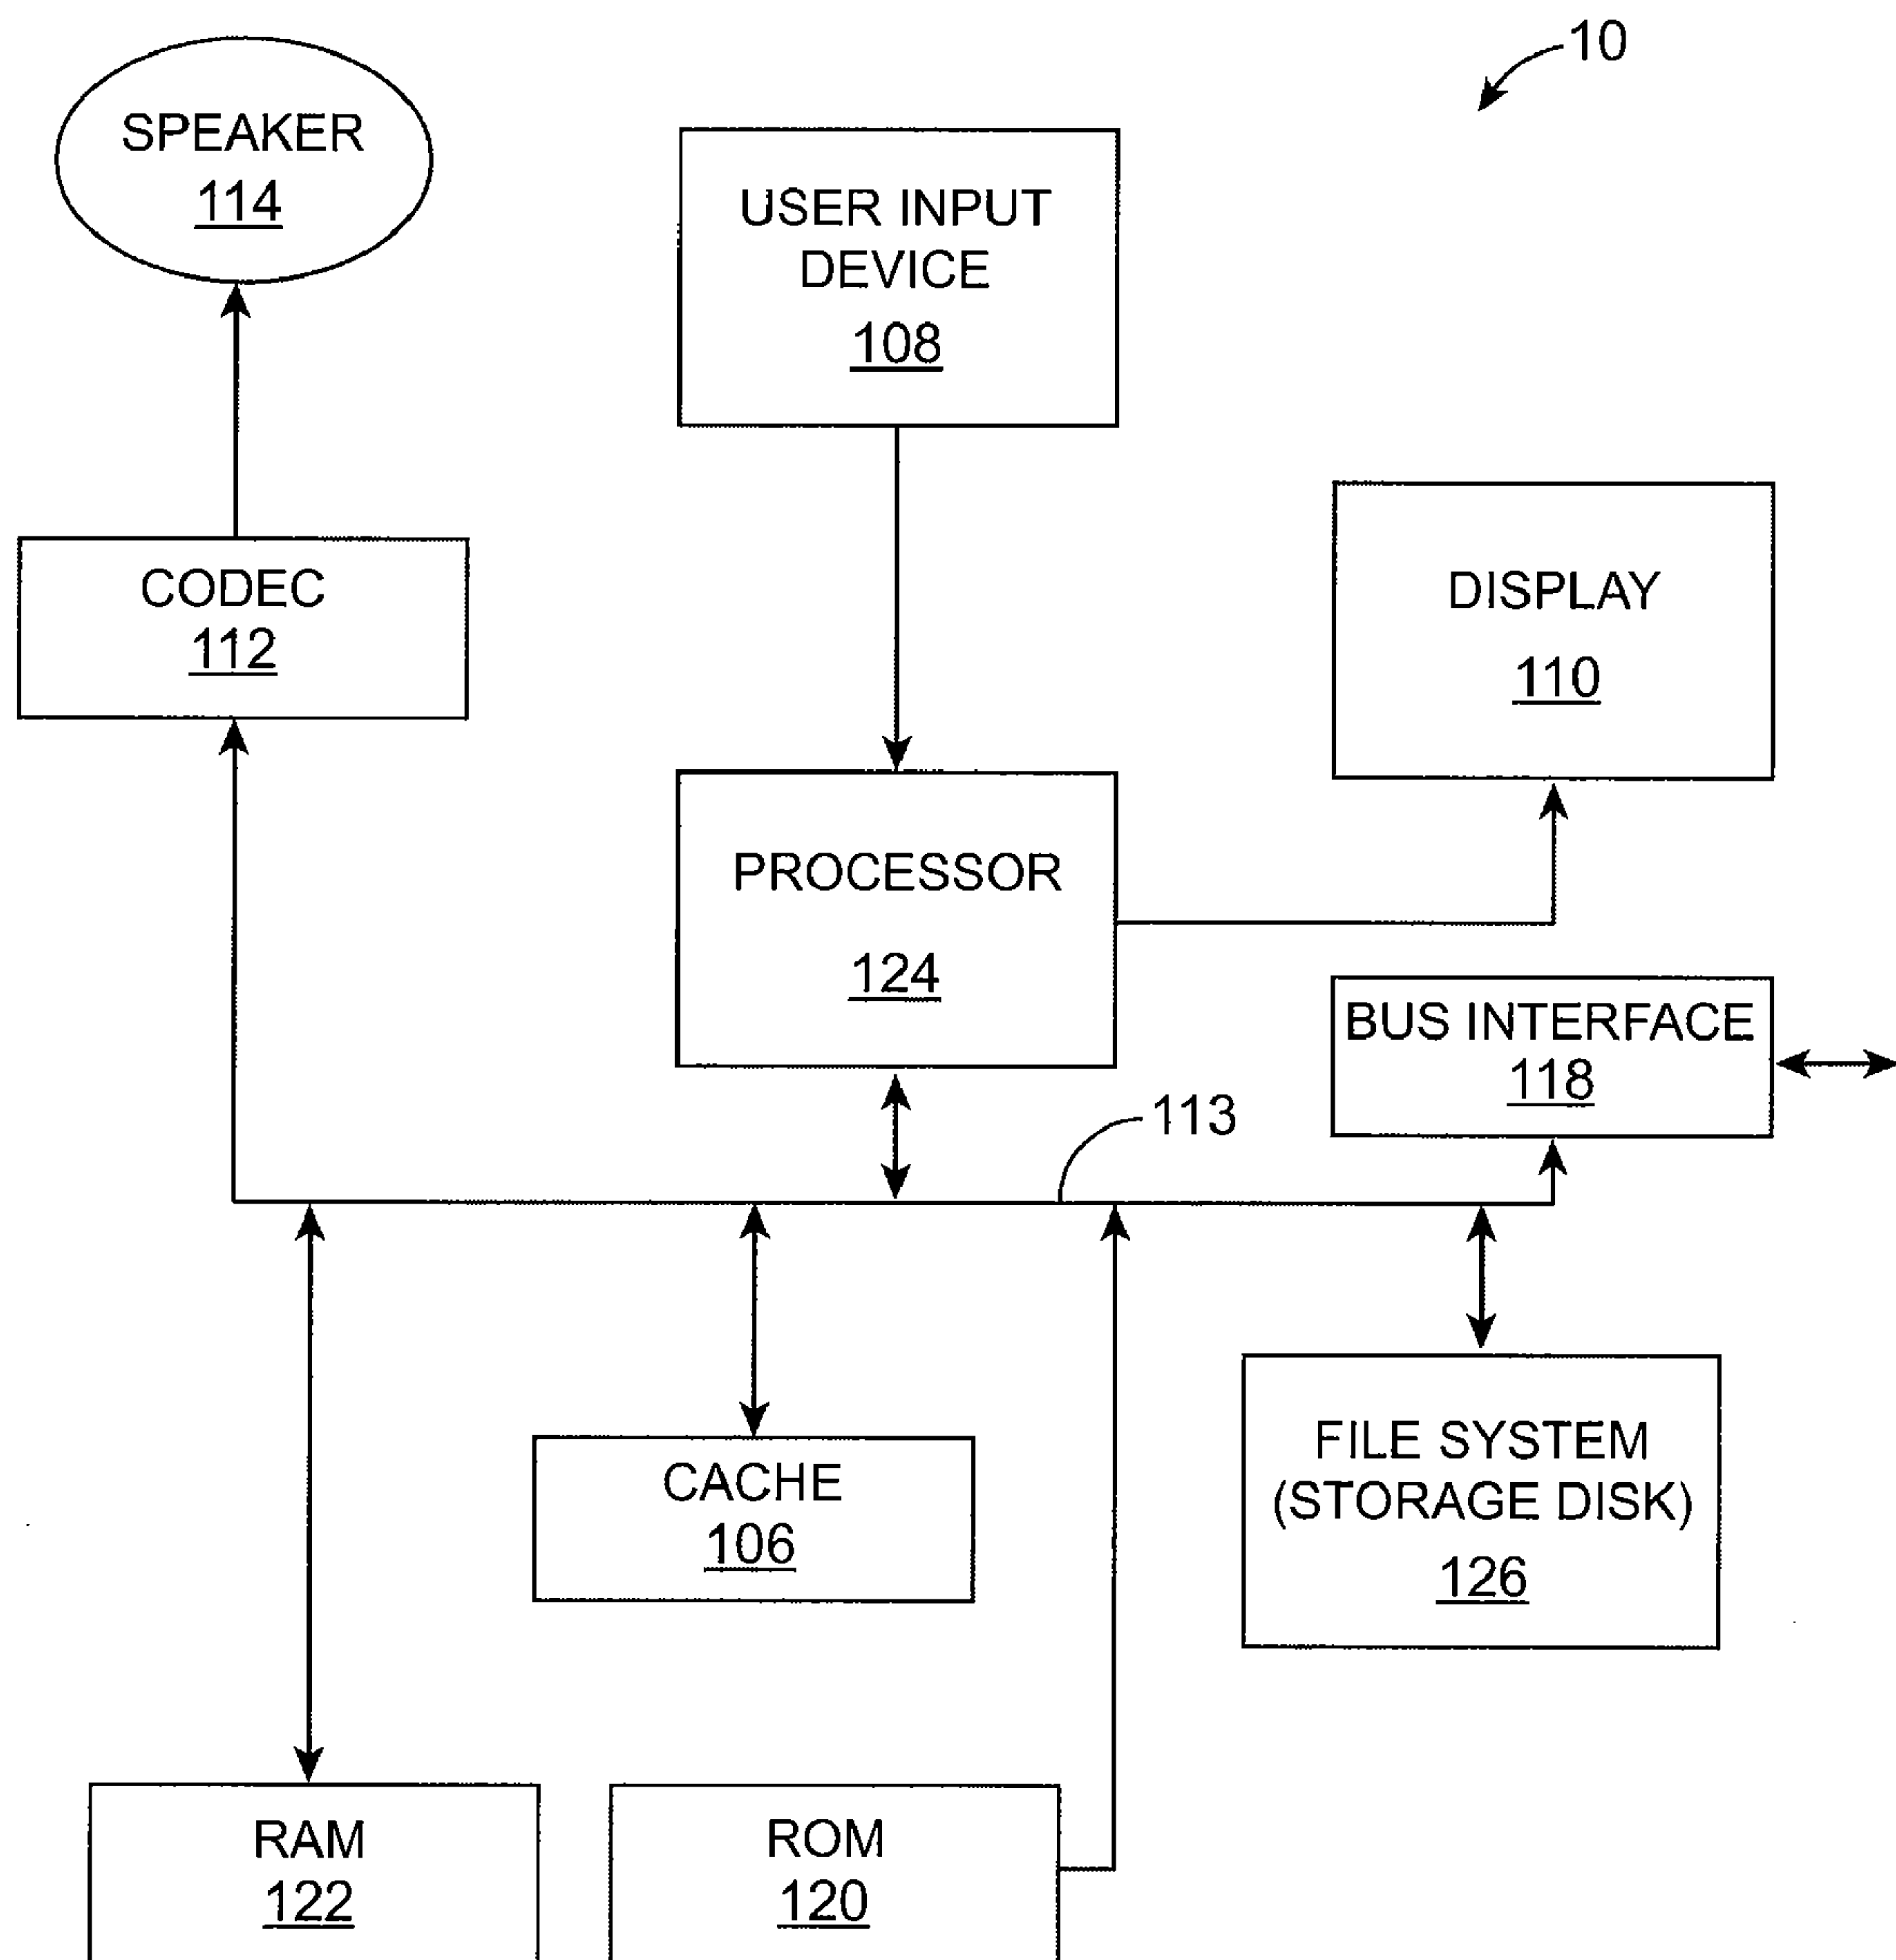 10
SPEAKER
114
USER INPUT
DEVICE
108
CODEC
112
DISPLAY
110
PROCESSOR
124
BUS INTERFACE
118
113
CACHE
106
FILE SYSTEM
(STORAGE DISK)
126
RAM
122
ROM
120